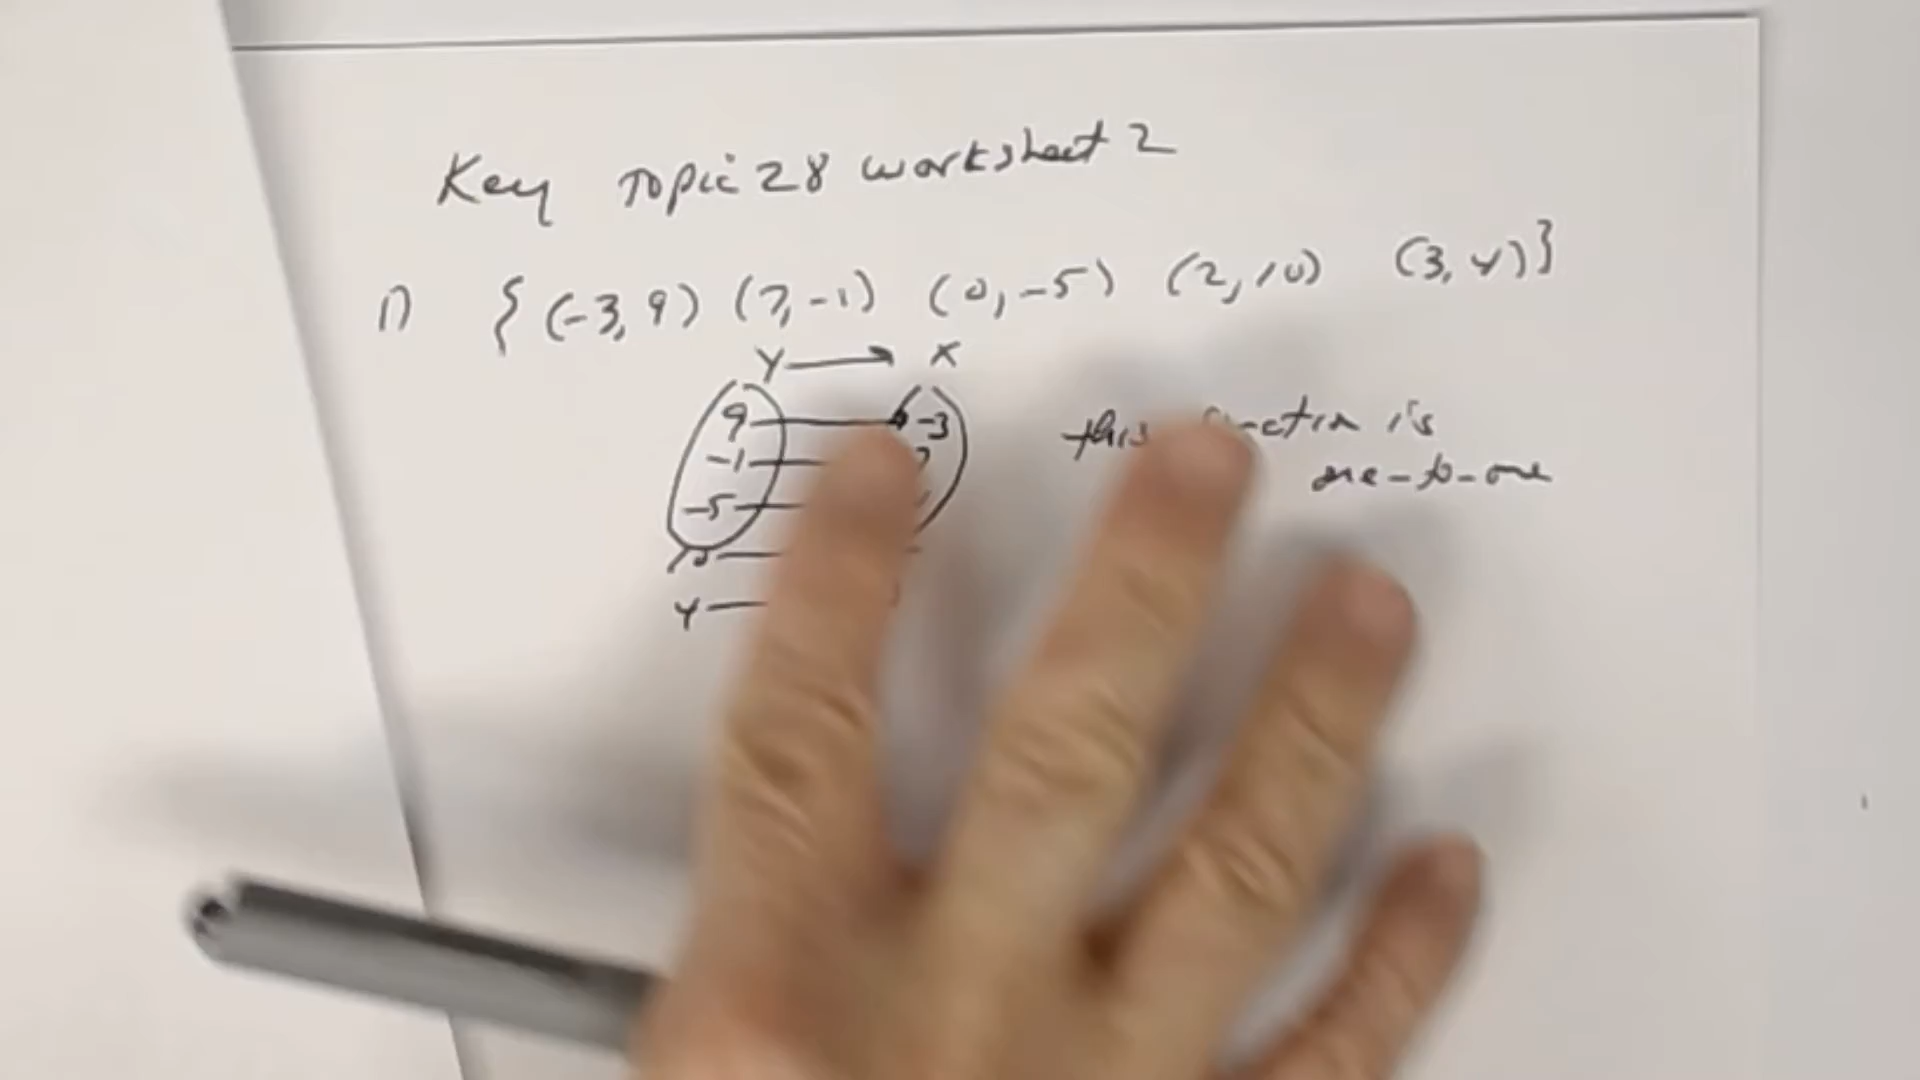 Key Topic 28 worksheet 2
1) { (-3, 9) (7, -1) (0, -5) (2, 10) (3, 4) }
Y → X
9 -3
-1
-5
10
4
this function is
one-to-one